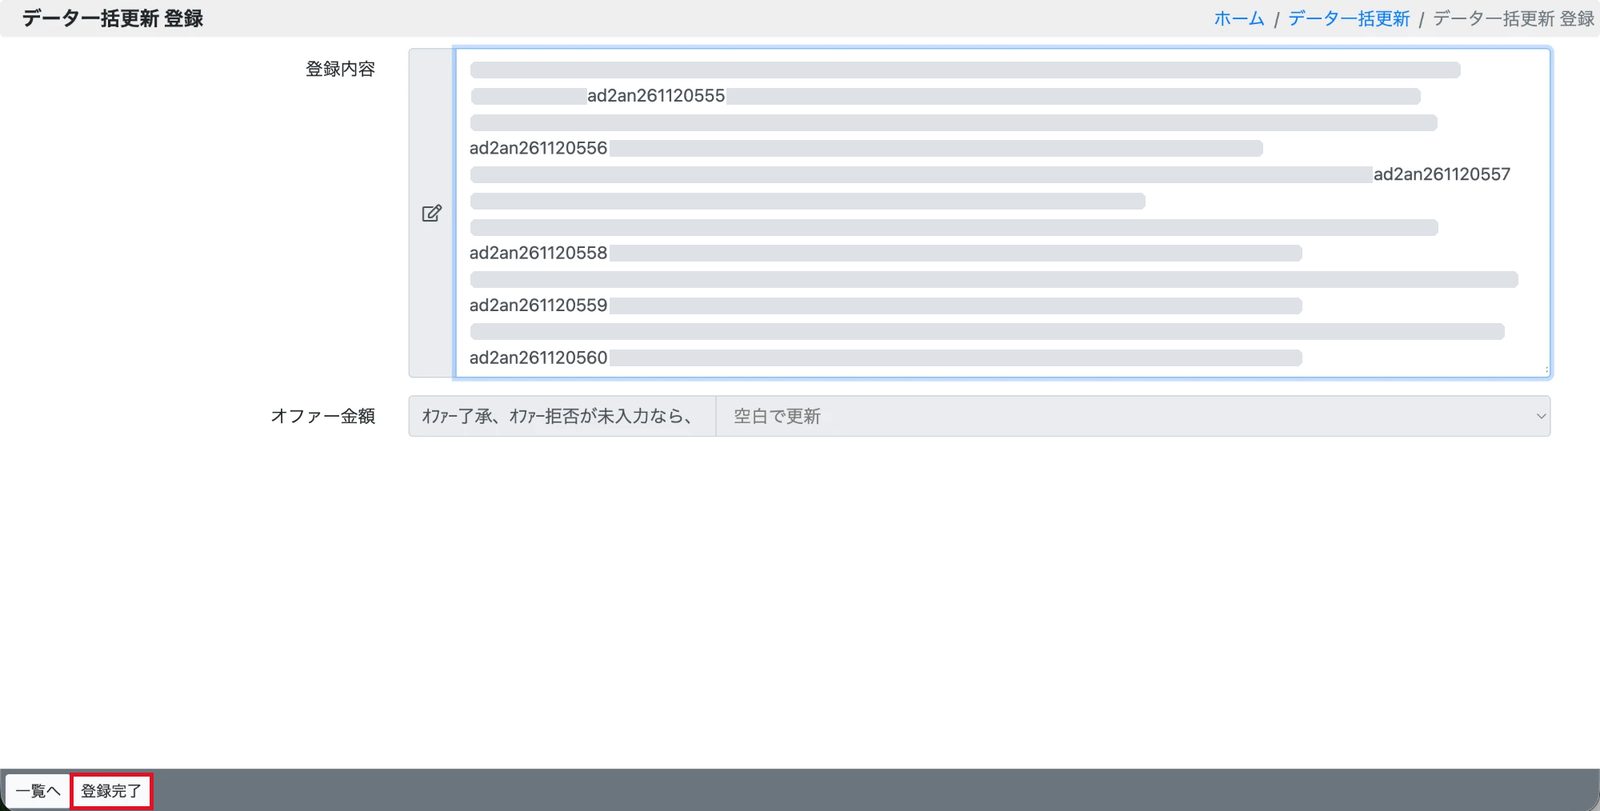 データ一括更新 登録
ホーム / データ一括更新 / データ一括更新 登録
登録内容
ad2an261120555
ad2an261120556
ad2an261120557
ad2an261120558
ad2an261120559
ad2an261120560
オファー金額
ｵﾌｧｰ了承、ｵﾌｧｰ拒否が未入力なら、
空白で更新
一覧へ
登録完了